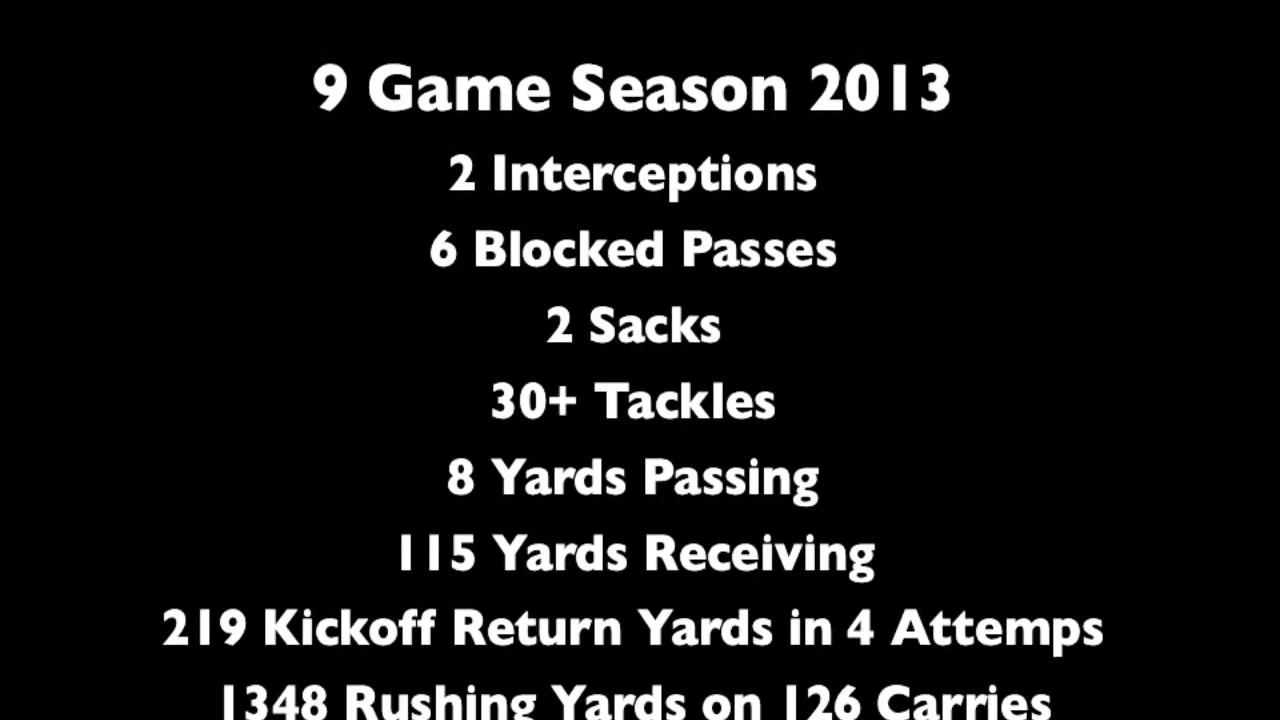 9 Game Season 2013
2 Interceptions
6 Blocked Passes
2 Sacks
30+ Tackles
8 Yards Passing
115 Yards Receiving
219 Kickoff Return Yards in 4 Attemps
1348 Rushing Yards on 126 Carries